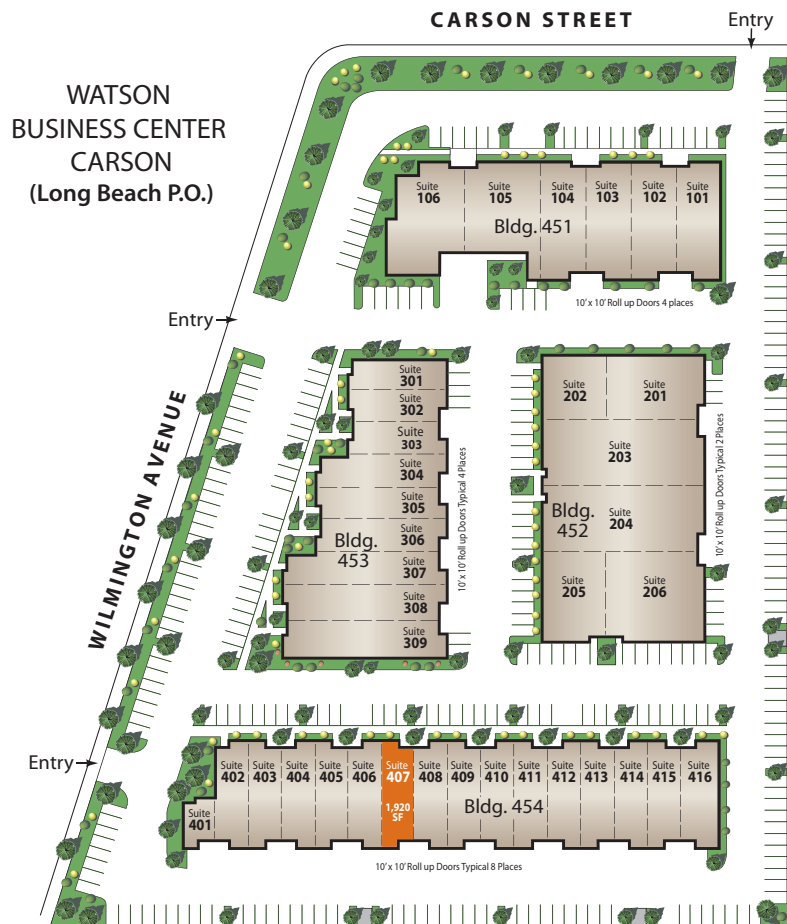 CARSON STREET
Entry
WATSON
BUSINESS CENTER
CARSON
(Long Beach P.O.)
Suite
106
Suite
105
Suite
104
Suite
103
Suite
102
Suite
101
Bldg. 451
10' x 10' Roll up Doors 4 places
Entry
WILMINGTON AVENUE
Suite
301
Suite
302
Suite
303
Suite
304
Suite
305
Suite
306
Suite
307
Suite
308
Suite
309
Bldg.
453
10' x 10' Roll up Doors Typical 4 Places
Suite
202
Suite
201
Suite
203
Suite
204
Bldg.
452
Suite
205
Suite
206
10' x 10' Roll up Doors Typical 2 Places
Entry
Suite
401
Suite
402
Suite
403
Suite
404
Suite
405
Suite
406
Suite
407
1,920
SF
Suite
408
Suite
409
Suite
410
Suite
411
Suite
412
Suite
413
Suite
414
Suite
415
Suite
416
Bldg. 454
10' x 10' Roll up Doors Typical 8 Places